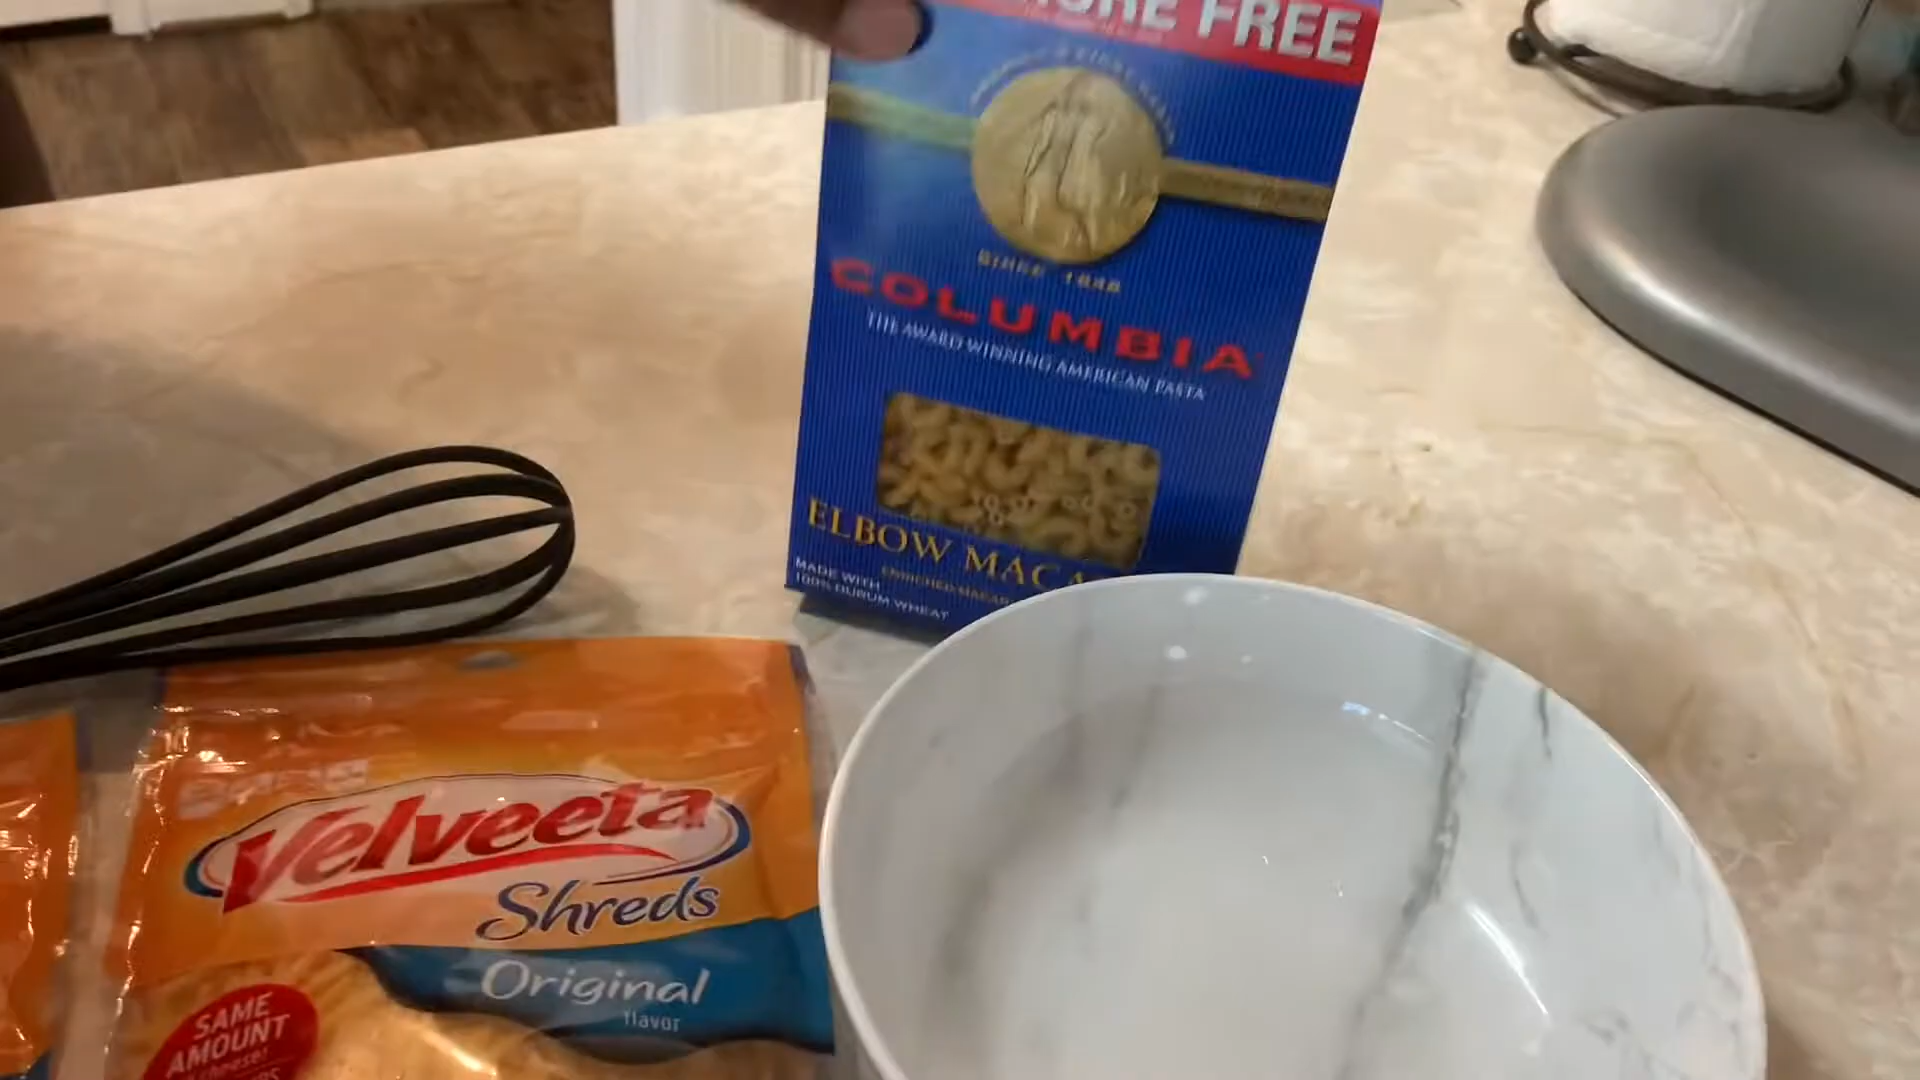 FREE
SINCE 1848
COLUMBIA
THE AWARD WINNING AMERICAN PASTA
ELBOW
MADE WITH
100% DURUM WHEAT
Velveeta
Shreds
Original
flavor
SAME
AMOUNT